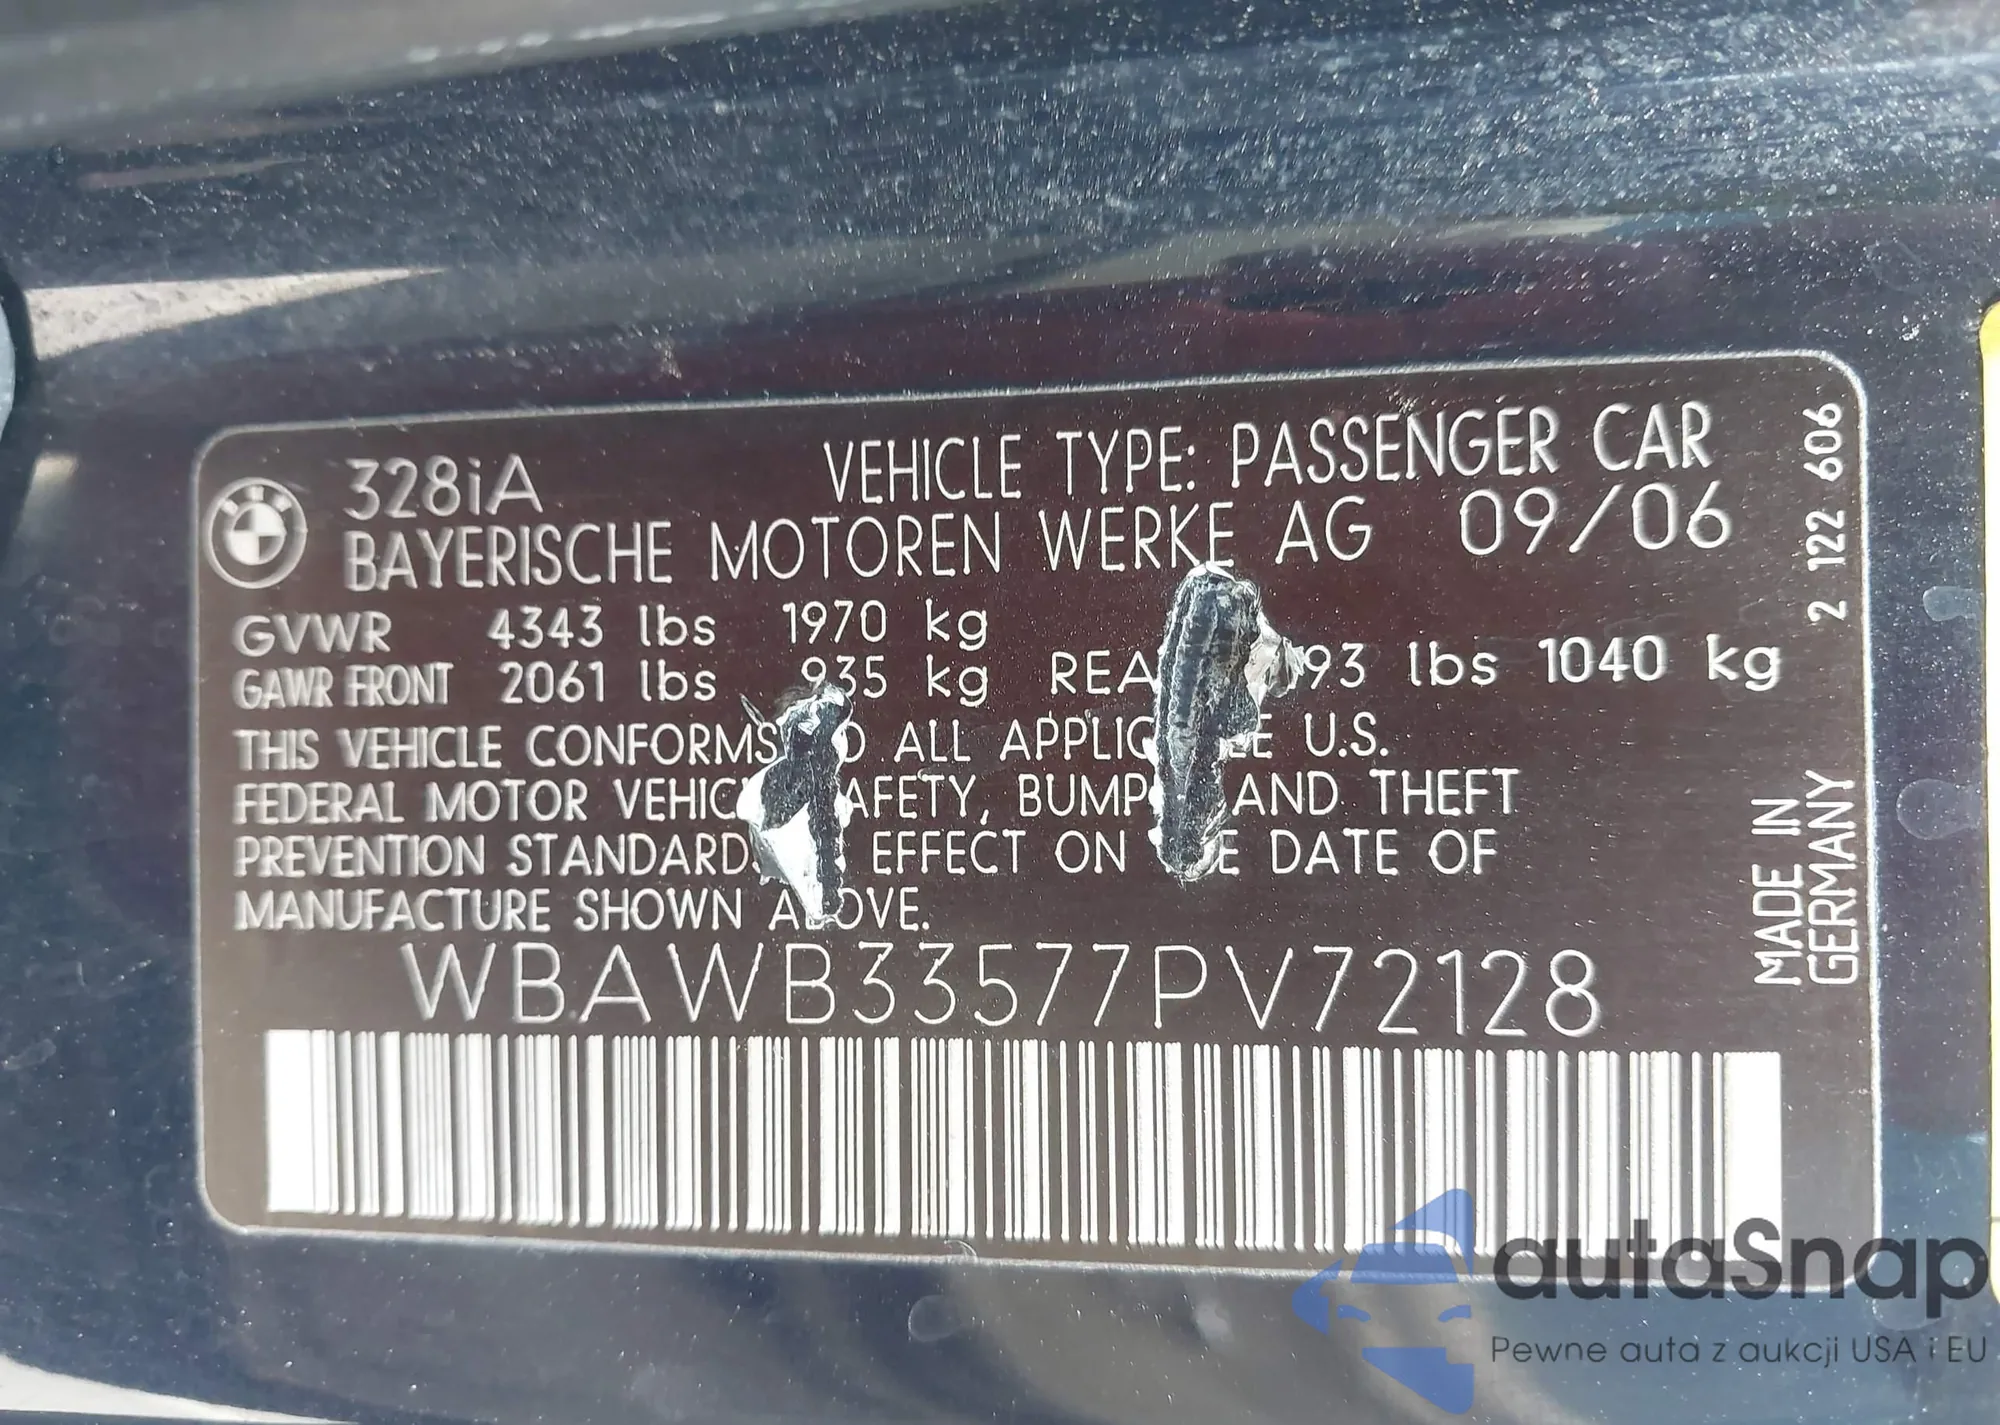 328iA VEHICLE TYPE: PASSENGER CAR
BAYERISCHE MOTOREN WERKE AG 09/06
GVWR 4343 lbs 1970 kg
GAWR FRONT 2061 lbs 935 kg lbs 1040 kg
THIS VEHICLE CONFORMS ALL U.S.
FEDERAL MOTOR BUMPER AND THEFT
PREVENTION EFFECT ON DATE OF
MANUFACTURE SHOWN ABOVE.
WBAWB33577PV72128
2 122 606
MADE IN
GERMANY
autaSnap
Pewne auta z aukcji USA i EU